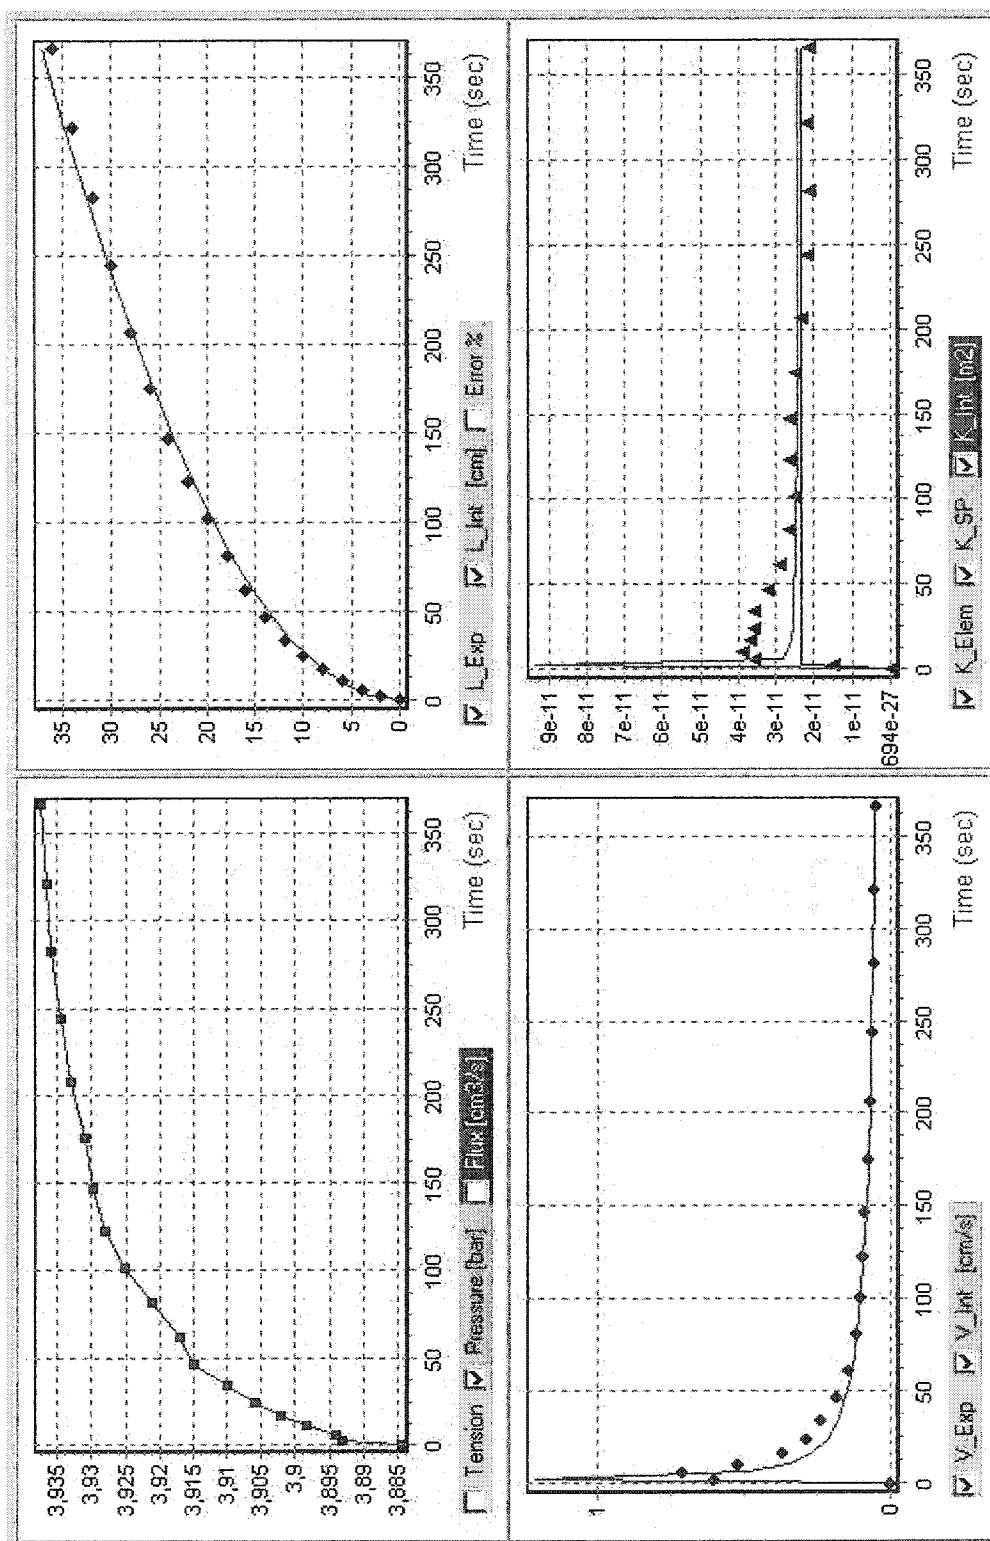 3,935
3,93
3,925
3,92
3,915
3,91
3,905
3,9
3,895
3,89
3,885
0
50
100
150
200
250
300
350
Time (sec)
Tension Pressure [bar] Flux [cm3/s]
35
30
25
20
15
10
5
0
0
50
100
150
200
250
300
350
Time (sec)
L_Exp L_Int [cm] Error %
1
0
0
50
100
150
200
250
300
350
Time (sec)
V_Exp V_Int [cm/s]
9e-11
8e-11
7e-11
6e-11
5e-11
4e-11
3e-11
2e-11
1e-11
694e-27
0
50
100
150
200
250
300
350
Time (sec)
K_Elem K_SP K_Int [m2]